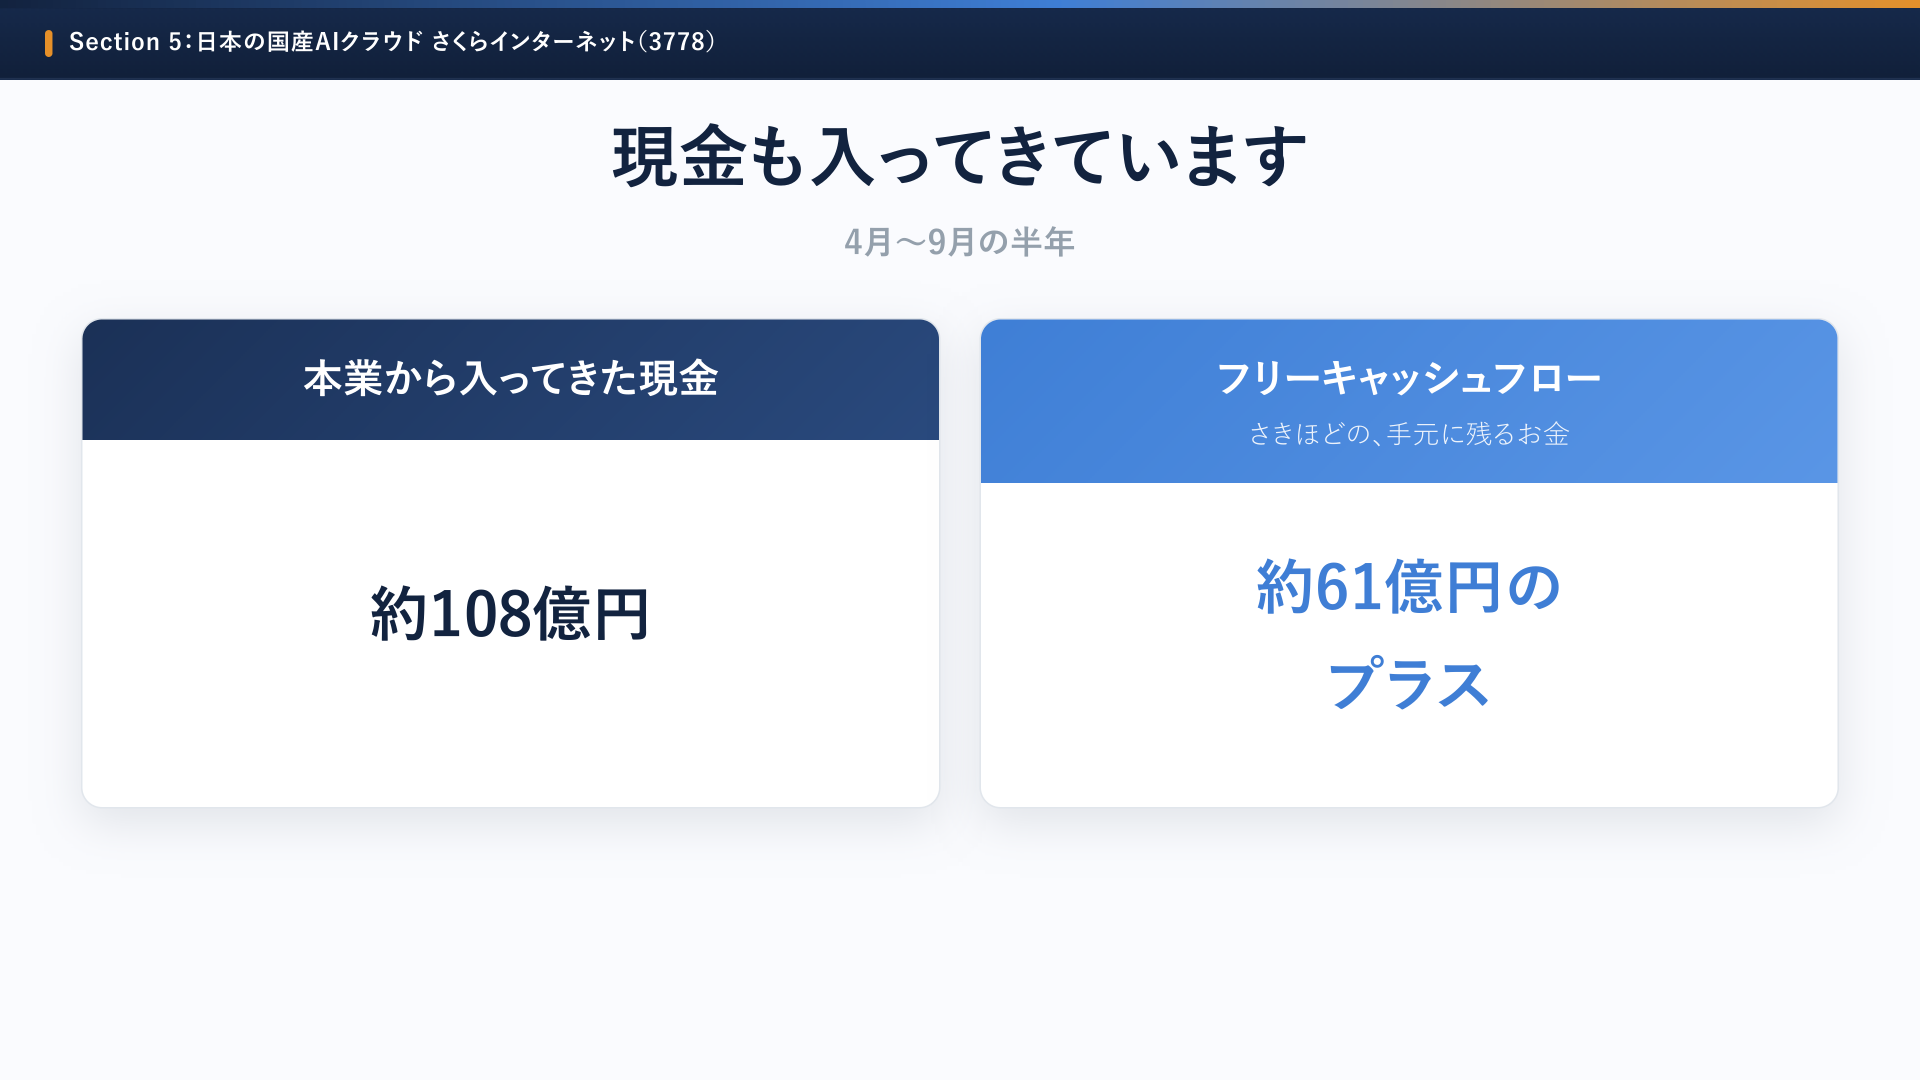 Section 5：日本の国産AIクラウド さくらインターネット（3778）
現金も入ってきています
4月〜9月の半年
本業から入ってきた現金
約108億円
フリーキャッシュフロー
さきほどの、手元に残るお金
約61億円の
プラス